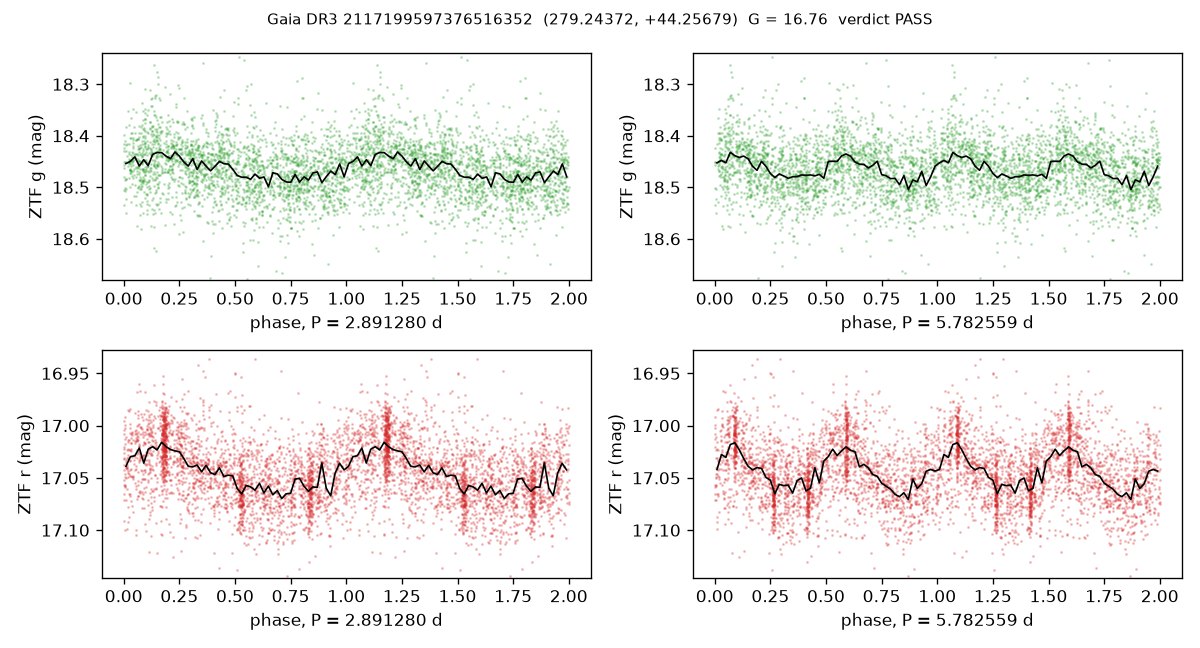 Gaia DR3 2117199597376516352  (279.24372, +44.25679)  G = 16.76  verdict PASS
ZTF g (mag)
18.3
18.4
18.5
18.6
0.00 0.25 0.50 0.75 1.00 1.25 1.50 1.75 2.00
phase, P = 2.891280 d
ZTF g (mag)
18.3
18.4
18.5
18.6
0.00 0.25 0.50 0.75 1.00 1.25 1.50 1.75 2.00
phase, P = 5.782559 d
ZTF r (mag)
16.95
17.00
17.05
17.10
0.00 0.25 0.50 0.75 1.00 1.25 1.50 1.75 2.00
phase, P = 2.891280 d
ZTF r (mag)
16.95
17.00
17.05
17.10
0.00 0.25 0.50 0.75 1.00 1.25 1.50 1.75 2.00
phase, P = 5.782559 d